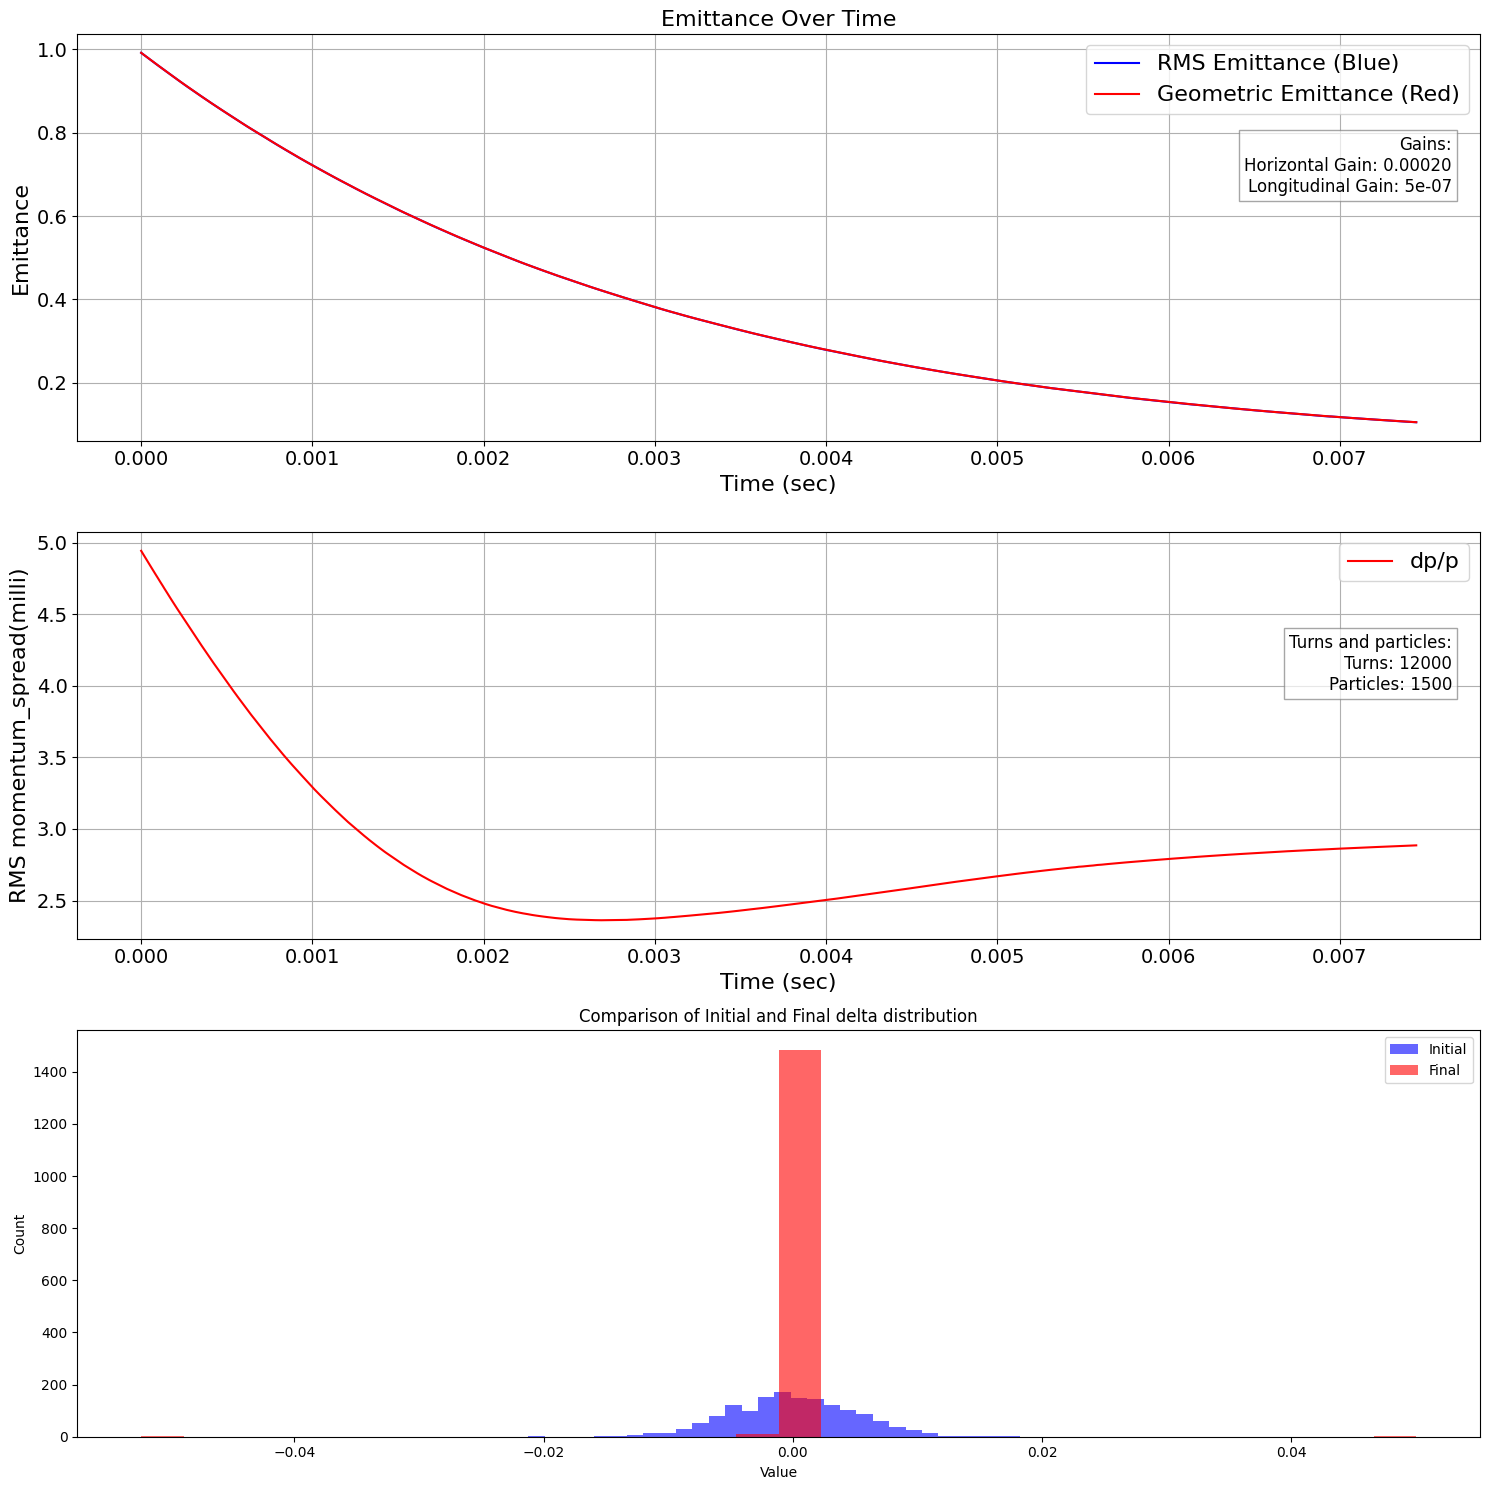 Emittance Over Time
1.0
0.8
0.6
0.4
0.2
Emittance
RMS Emittance (Blue)
Geometric Emittance (Red)
Gains:
Horizontal Gain: 0.00020
Longitudinal Gain: 5e-07
0.000 0.001 0.002 0.003 0.004 0.005 0.006 0.007
Time (sec)
5.0
4.5
4.0
3.5
3.0
2.5
RMS momentum_spread(milli)
dp/p
Turns and particles:
Turns: 12000
Particles: 1500
0.000 0.001 0.002 0.003 0.004 0.005 0.006 0.007
Time (sec)
Comparison of Initial and Final delta distribution
1400
1200
1000
800
600
400
200
0
Count
Initial
Final
−0.04 −0.02 0.00 0.02 0.04
Value